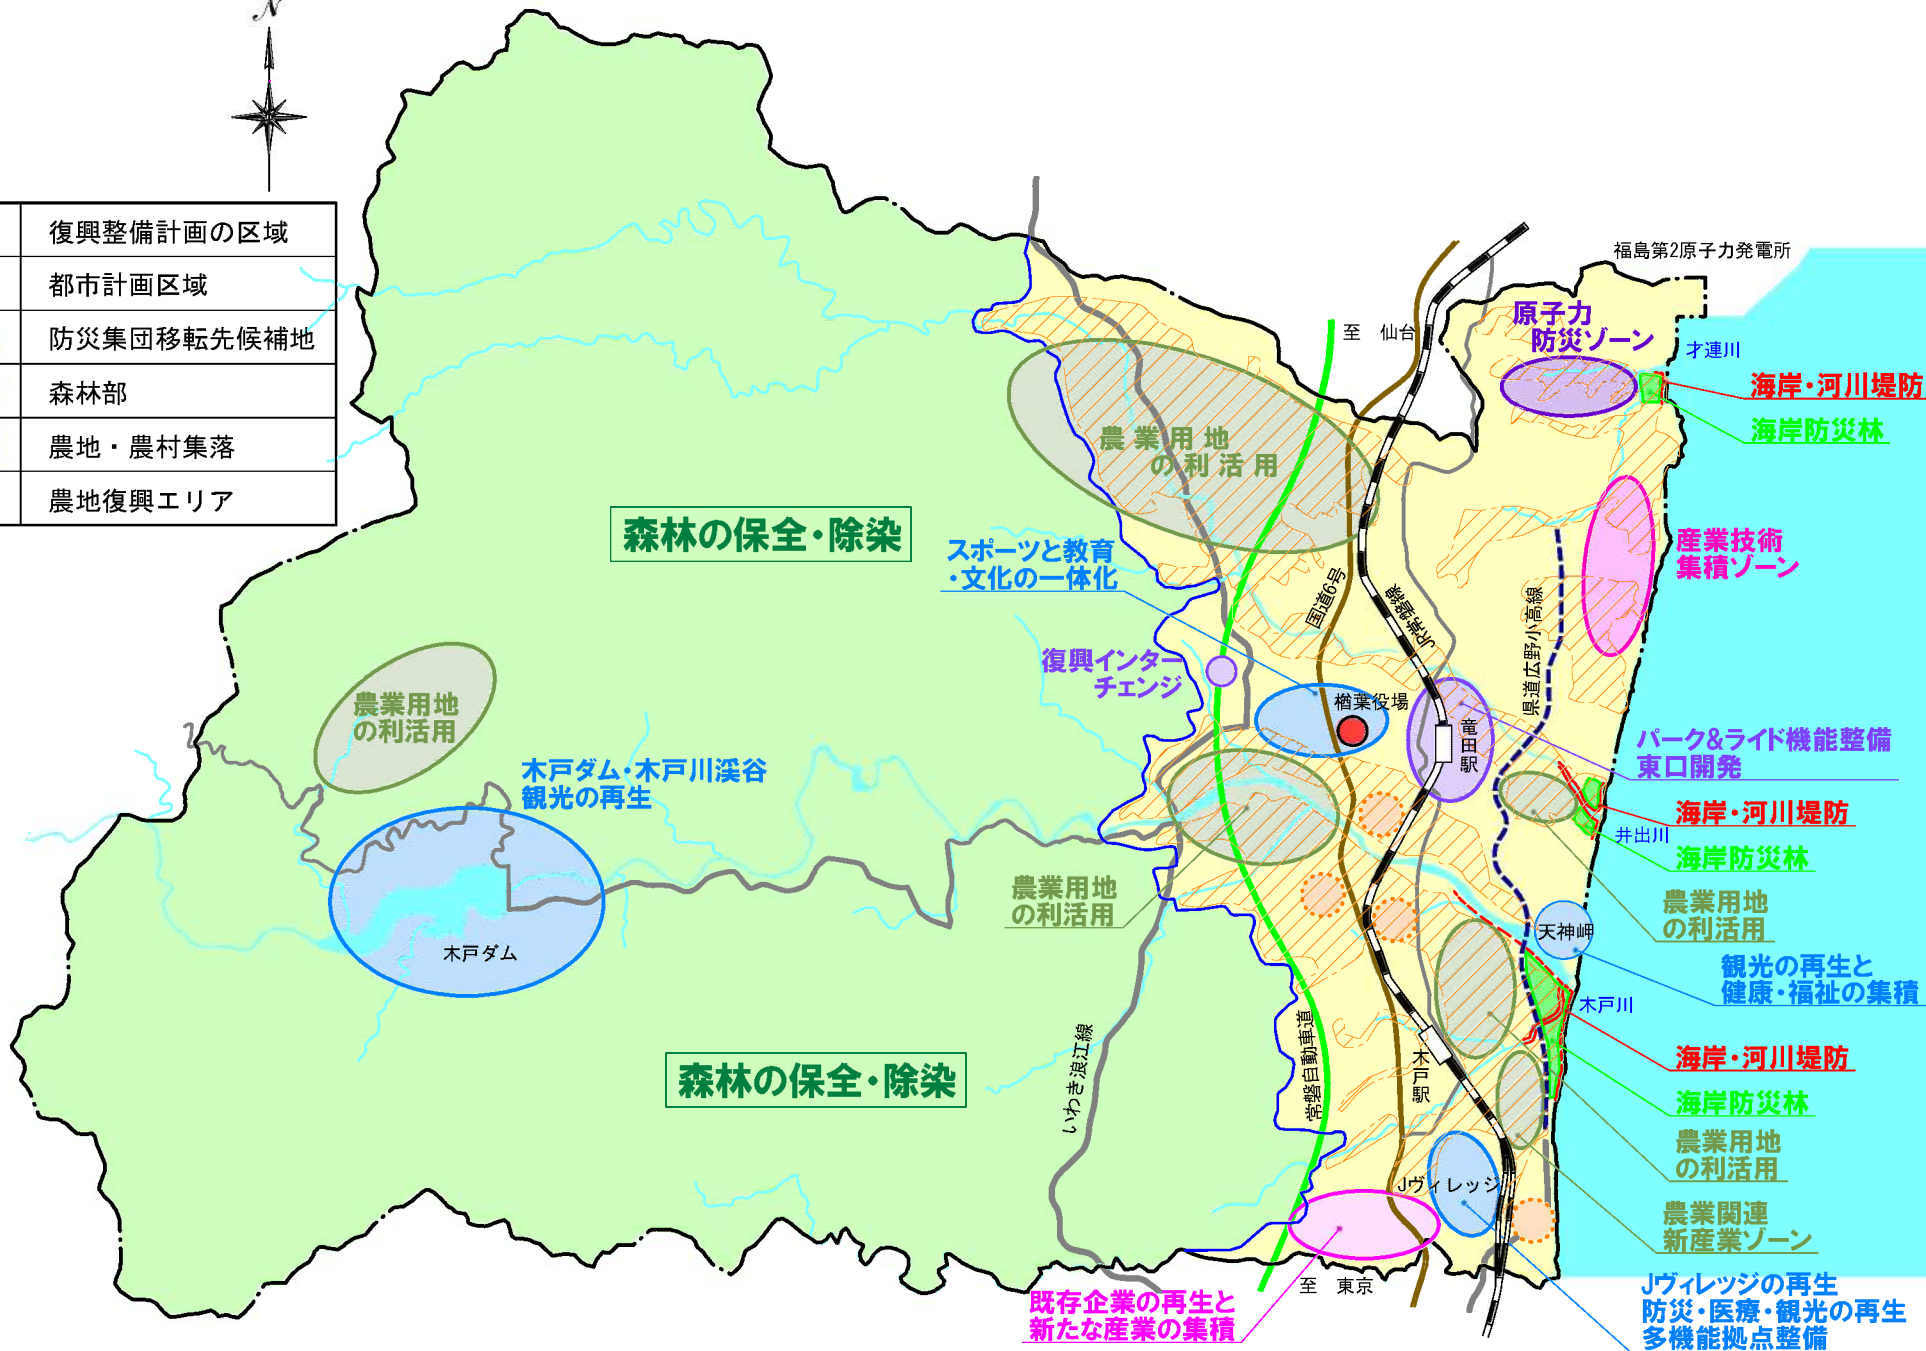 N
復興整備計画の区域
都市計画区域
防災集団移転先候補地
森林部
農地・農村集落
農地復興エリア
福島第2原子力発電所
原子力
防災ゾーン
至 仙台
才連川
海岸・河川堤防
海岸防災林
農業用地
の利活用
森林の保全・除染
スポーツと教育
・文化の一体化
産業技術
集積ゾーン
国道6号
JR常磐線
県道広野小高線
復興インター
チェンジ
楢葉役場
竜田駅
パーク&ライド機能整備
東口開発
農業用地
の利活用
木戸ダム・木戸川渓谷
観光の再生
海岸・河川堤防
井出川
海岸防災林
農業用地
の利活用
農業用地
の利活用
天神岬
木戸ダム
観光の再生と
健康・福祉の集積
木戸川
海岸・河川堤防
森林の保全・除染
いわき浪江線
常磐自動車道
木戸駅
海岸防災林
農業用地
の利活用
Jヴィレッジ
農業関連
新産業ゾーン
至 東京
既存企業の再生と
新たな産業の集積
Jヴィレッジの再生
防災・医療・観光の再生
多機能拠点整備